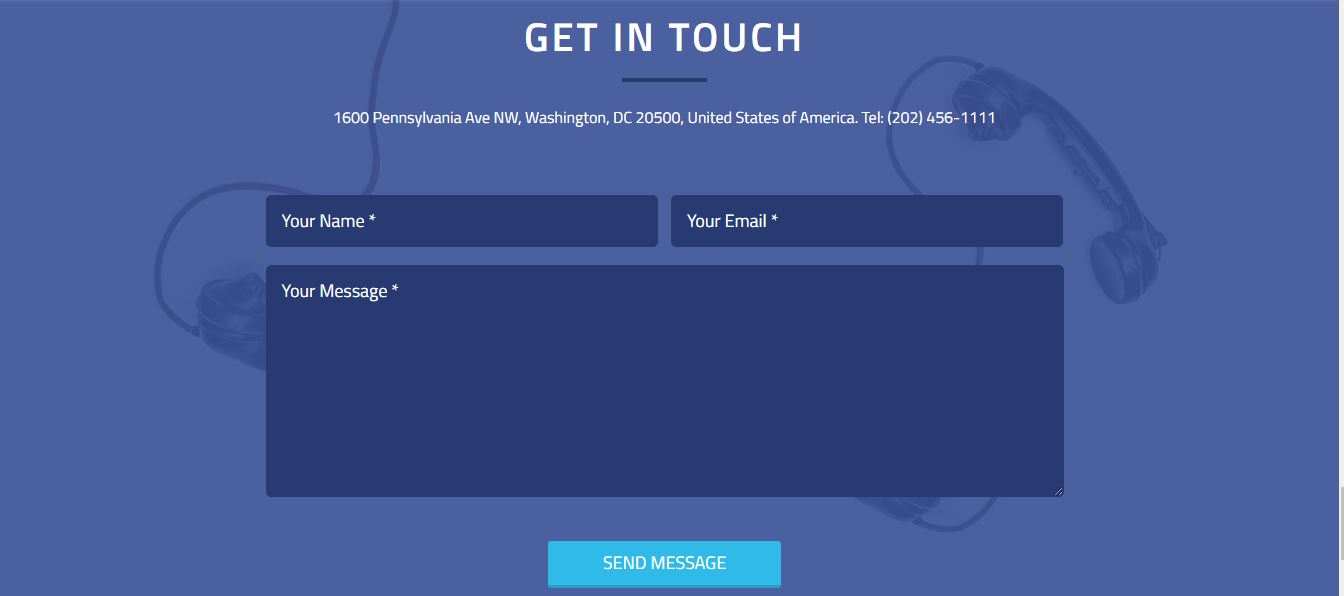 GET IN TOUCH
1600 Pennsylvania Ave NW, Washington, DC 20500, United States of America. Tel: (202) 456-1111
Your Name *
Your Email *
Your Message *
SEND MESSAGE